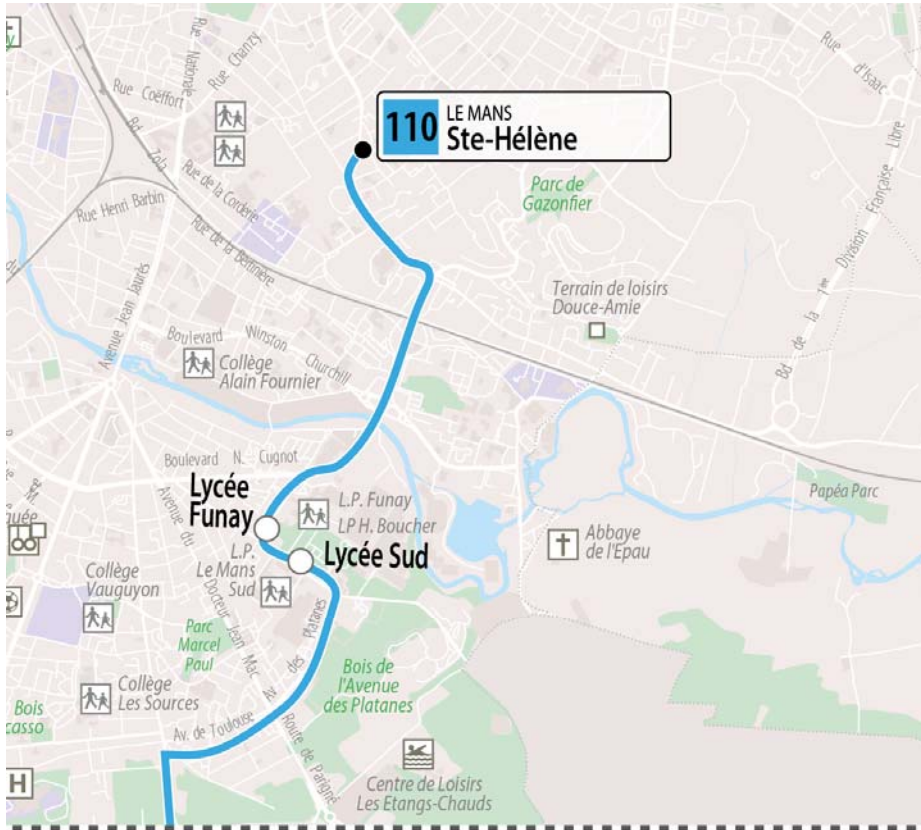 Rue Nationale
Rue Chanzy
Rue d'Isaac
Rue Coëffort
Bd Zola
110
LE MANS
Ste-Hélène
Bd de la 1ère Division Française Libre
Rue de la Corderie
Parc de
Gazonfier
Rue Henri Barbin
Rue de la Bertinière
Terrain de loisirs
Douce-Amie
Avenue Jean Jaurès
Boulevard Winston Churchill
Collège
Alain Fournier
Boulevard N. Cugnot
Lycée
Funay
L.P. Funay
LP H. Boucher
Papéa Parc
Avenue du Docteur Jean Mac
Abbaye
de l'Epau
L.P.
Le Mans
Sud
Lycée Sud
Collège
Vauguyon
Parc
Marcel
Paul
Av. des Platanes
Bois de
l'Avenue
des Platanes
Collège
Les Sources
Bois
casso
Av. de Toulouse
Route de Parigné
H
Centre de Loisirs
Les Etangs-Chauds